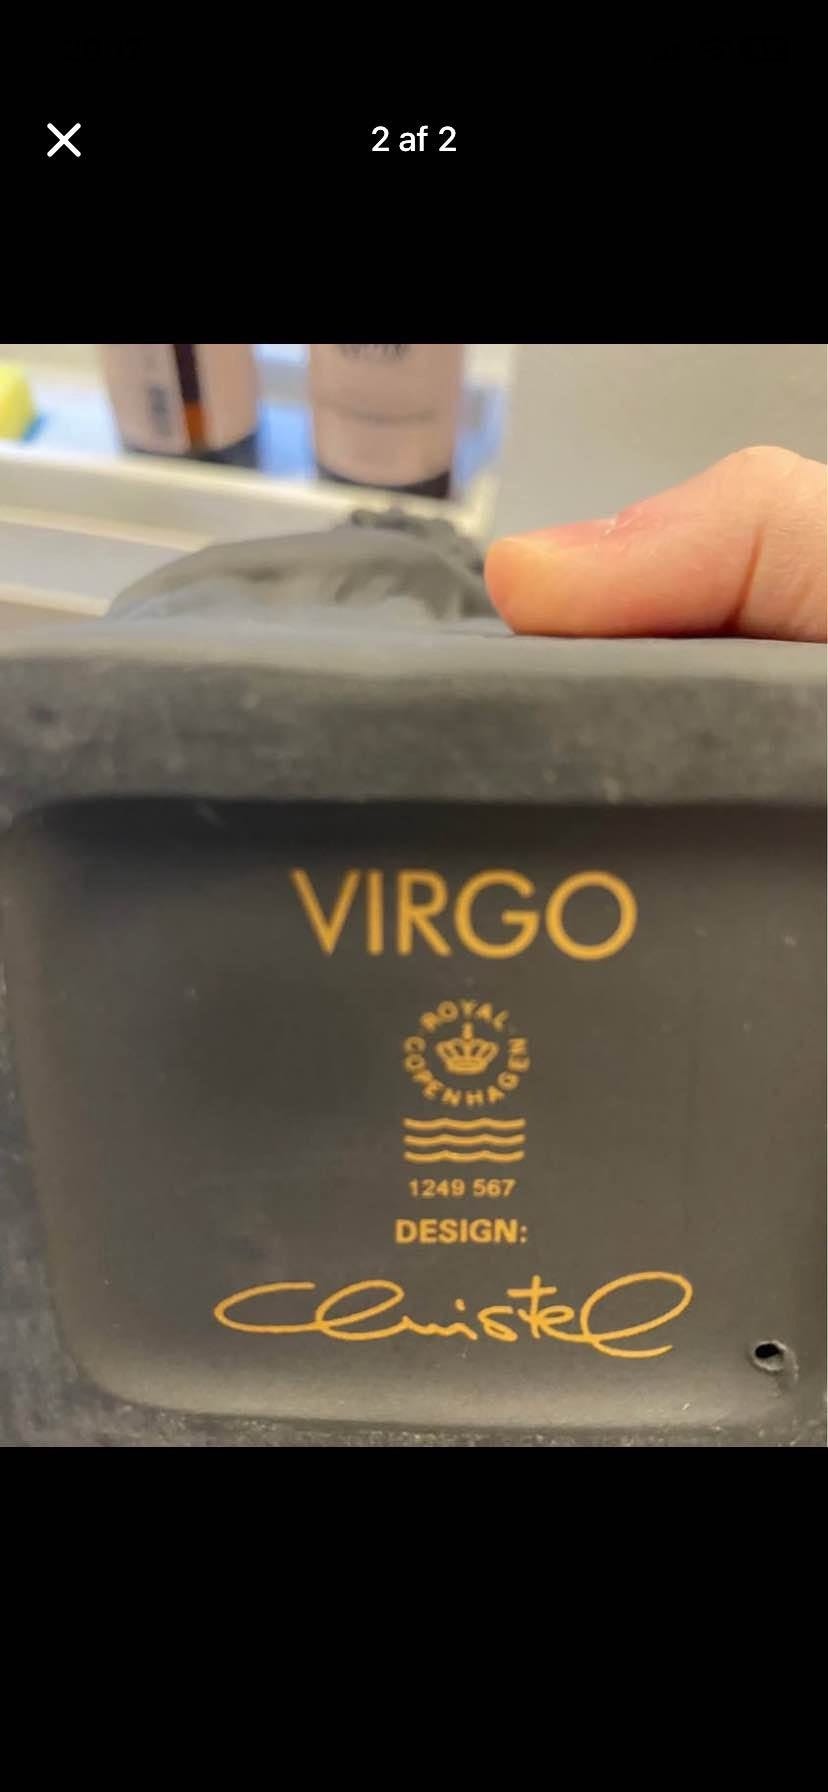 2 af 2
VIRGO
ROYAL
COPENHAGEN
1249 567
DESIGN:
Christel